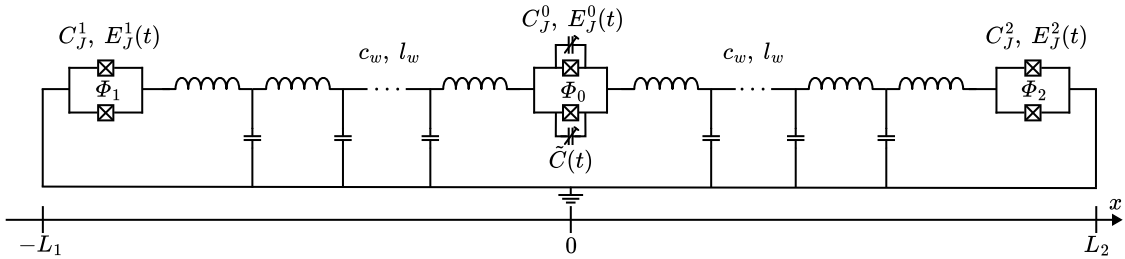 C_J^0, E_J^0(t)
C_J^1, E_J^1(t)
C_J^2, E_J^2(t)
c_w, l_w
c_w, l_w
Φ_1
...
Φ_0
...
Φ_2
C̃(t)
x
−L_1
0
L_2